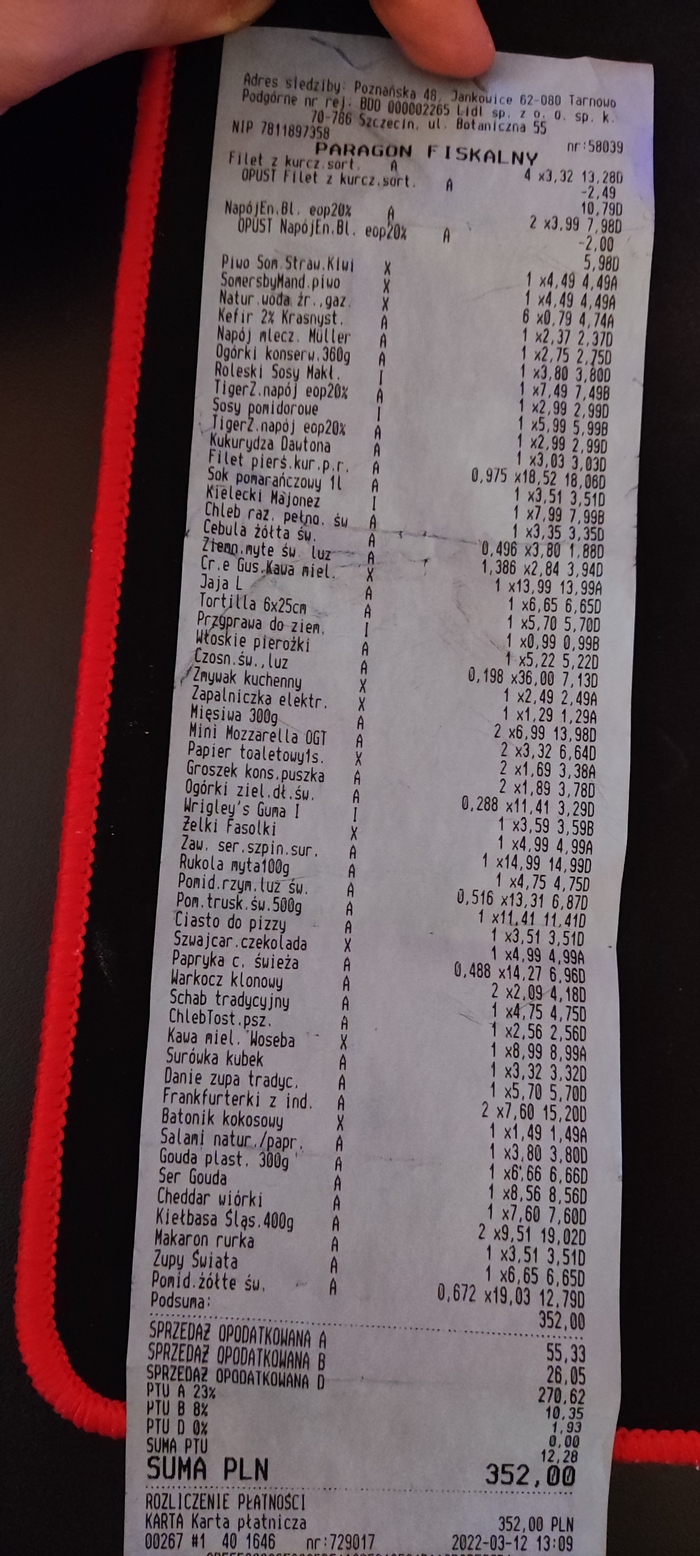 Adres siedziby: Poznańska 48, Jankowice 62-080 Tarnowo
Podgórne nr rej. BDO 000002265 Lidl sp. z o. o. sp. k.
70-786 Szczecin, ul. Botaniczna 55
NIP 7811897358 nr:58039
PARAGON FISKALNY
Filet z kurcz.sort. A 4 x3,32 13,28D
OPUST Filet z kurcz.sort. A -2,49
10,79D
NapójEn.Bl. eop20% A 2 x3,99 7,98D
OPUST NapójEn.Bl. eop20% A -2,00
5,98D
Piwo Som.Straw.Kiwi X 1 x4,49 4,49A
SomersbyMand.piwo X 1 x4,49 4,49A
Natur.woda źr.,gaz. X 6 x0,79 4,74A
Kefir 2% Krasnyst. A 1 x2,37 2,37D
Napój mlecz. Müller A 1 x2,75 2,75D
Ogórki konserw.360g A 1 x3,80 3,80D
Roleski Sosy Makł. I 1 x7,49 7,49B
TigerZ.napój eop20% A 1 x2,99 2,99D
Sosy pomidorowe I 1 x5,99 5,99B
TigerZ.napój eop20% A 1 x2,99 2,99D
Kukurydza Dawtona A 1 x3,03 3,03D
Filet pierś.kur.p.r. A 0,975 x18,52 18,06D
Sok pomarańczowy 1l A 1 x3,51 3,51D
Kielecki Majonez I 1 x7,99 7,99B
Chleb raz. pełno. św A 1 x3,35 3,35D
Cebula żółta św. A 0,496 x3,80 1,88D
Ziemn.myte św luz A 1,386 x2,84 3,94D
Cr.e Gus.Kawa miel. X 1 x13,99 13,99A
Jaja L A 1 x6,65 6,65D
Tortilla 6x25cm A 1 x5,70 5,70D
Przyprawa do ziem. I 1 x0,99 0,99B
Włoskie pierożki A 1 x5,22 5,22D
Czosn.św.,luz A 0,198 x36,00 7,13D
Zmywak kuchenny X 1 x2,49 2,49A
Zapalniczka elektr. X 1 x1,29 1,29A
Mięsiwa 300g A 2 x6,99 13,98D
Mini Mozzarella OGT A 2 x3,32 6,64D
Papier toaletowy1s. X 2 x1,69 3,38A
Groszek kons.puszka A 2 x1,89 3,78D
Ogórki ziel.dł.św. A 0,288 x11,41 3,29D
Wrigley's Guma I I 1 x3,59 3,59B
Żelki Fasolki X 1 x4,99 4,99A
Zaw. ser.szpin.sur. A 1 x14,99 14,99D
Rukola myta100g A 1 x4,75 4,75D
Pomid.rzym.luz św. A 0,516 x13,31 6,87D
Pom.trusk.św.500g A 1 x11,41 11,41D
Ciasto do pizzy A 1 x3,51 3,51D
Szwajcar.czekolada X 1 x4,99 4,99A
Papryka c. świeża A 0,488 x14,27 6,96D
Warkocz klonowy A 2 x2,09 4,18D
Schab tradycyjny A 1 x4,75 4,75D
ChlebTost.psz. A 1 x2,56 2,56D
Kawa miel. Woseba X 1 x8,99 8,99A
Surówka kubek A 1 x3,32 3,32D
Danie zupa tradyc. A 1 x5,70 5,70D
Frankfurterki z ind. A 2 x7,60 15,20D
Batonik kokosowy X 1 x1,49 1,49A
Salami natur./papr. A 1 x3,80 3,80D
Gouda plast. 300g A 1 x6,66 6,66D
Ser Gouda A 1 x8,56 8,56D
Cheddar wiórki A 1 x7,60 7,60D
Kiełbasa Śląs.400g A 2 x9,51 19,02D
Makaron rurka A 1 x3,51 3,51D
Zupy Świata A 1 x6,65 6,65D
Pomid.żółte św. A 0,672 x19,03 12,79D
Podsuma: 352,00
SPRZEDAŻ OPODATKOWANA A 55,33
SPRZEDAŻ OPODATKOWANA B 26,05
SPRZEDAŻ OPODATKOWANA D 270,62
PTU A 23% 10,35
PTU B 8% 1,93
PTU D 0% 0,00
SUMA PTU 12,28
SUMA PLN 352,00
ROZLICZENIE PŁATNOŚCI
KARTA Karta płatnicza 352,00 PLN
00267 #1 40 1646 nr:729017 2022-03-12 13:09